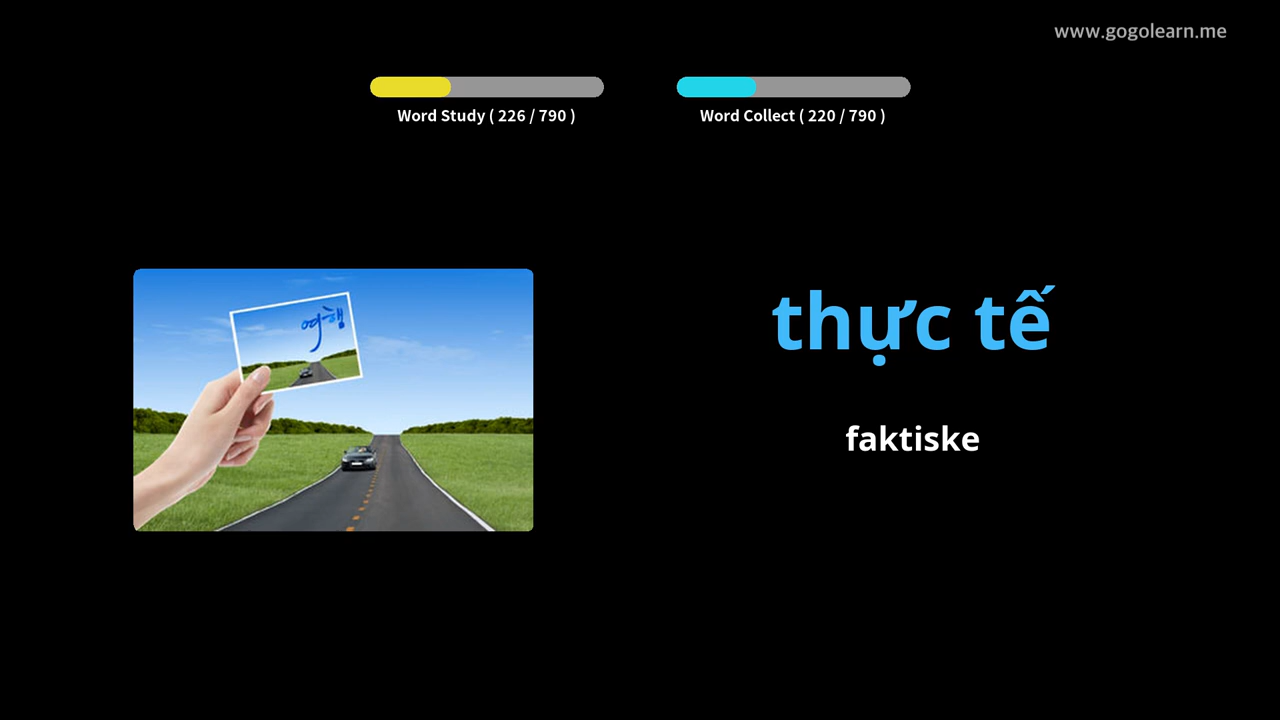 www.gogolearn.me
Word Study ( 226 / 790 )
Word Collect ( 220 / 790 )
여행
thực tế
faktiske